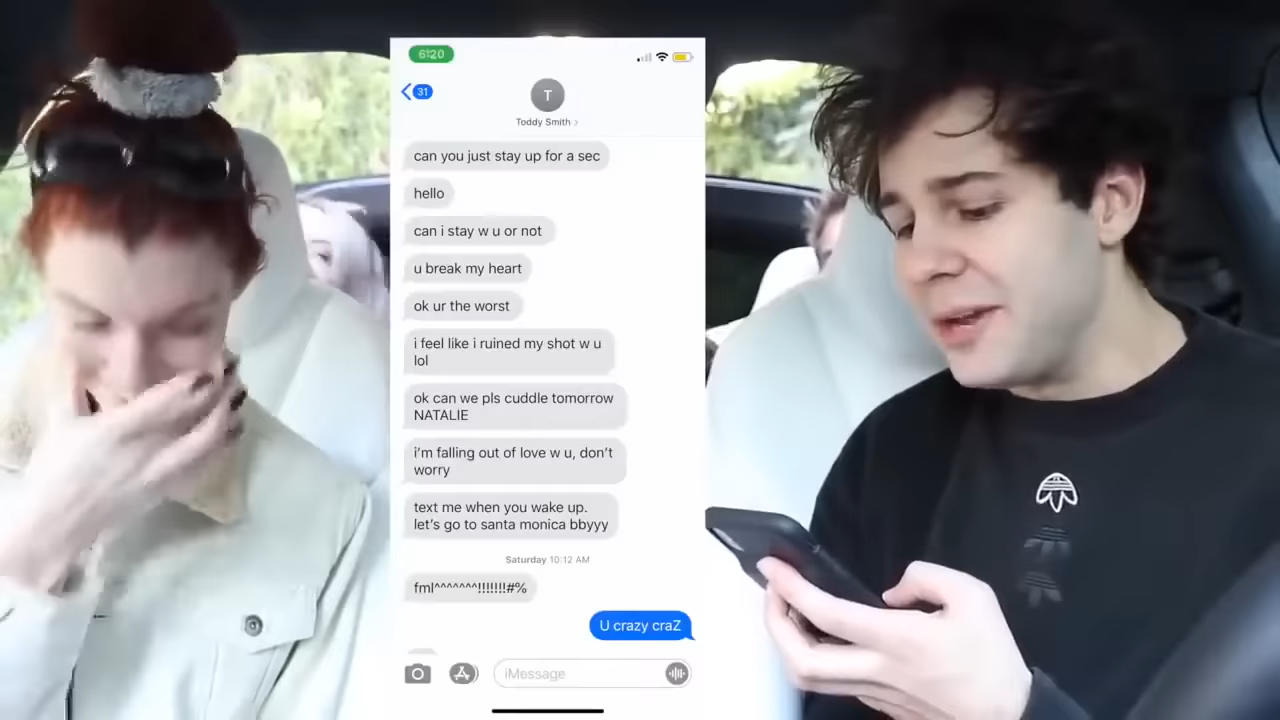 6:20
31
T
Toddy Smith
can you just stay up for a sec
hello
can i stay w u or not
u break my heart
ok ur the worst
i feel like i ruined my shot w u
lol
ok can we pls cuddle tomorrow
NATALIE
i'm falling out of love w u, don't
worry
text me when you wake up.
let's go to santa monica bbyyy
Saturday 10:12 AM
fml^^^^^^^!!!!!!!#%
U crazy craZ
iMessage